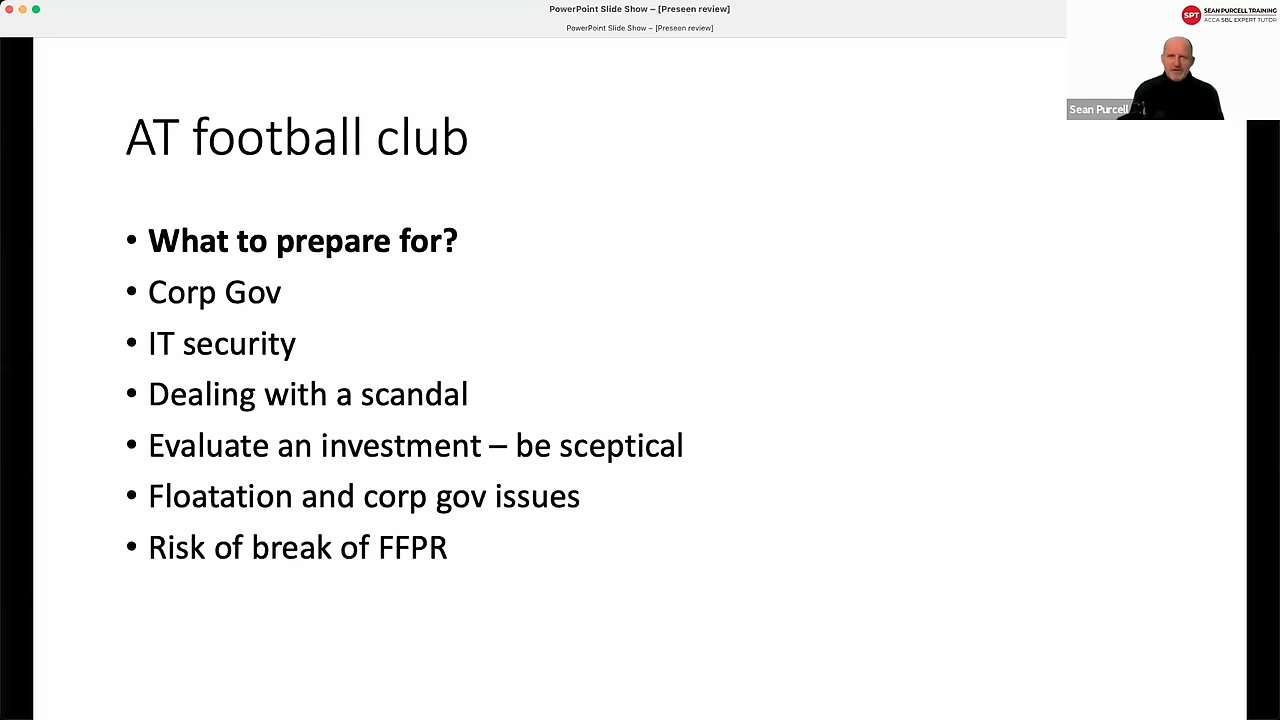 PowerPoint Slide Show – [Preseen review]
PowerPoint Slide Show – [Preseen review]
SPT
SEAN PURCELL TRAINING
ACCA SBL EXPERT TUTOR
Sean Purcell
AT football club
• What to prepare for?
• Corp Gov
• IT security
• Dealing with a scandal
• Evaluate an investment – be sceptical
• Floatation and corp gov issues
• Risk of break of FFPR